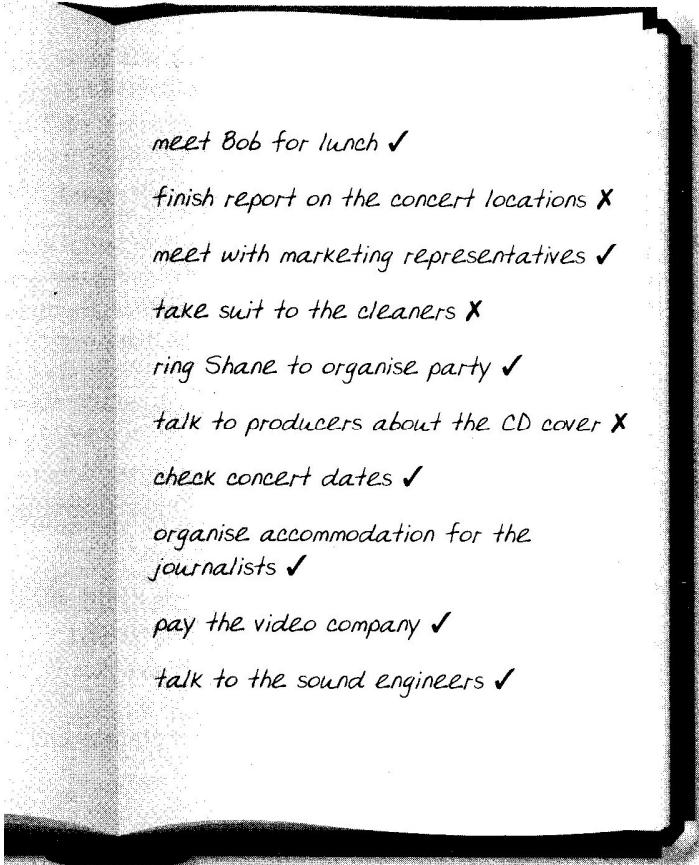 meet Bob for lunch ✓
finish report on the concert locations ✗
meet with marketing representatives ✓
take suit to the cleaners ✗
ring Shane to organise party ✓
talk to producers about the CD cover ✗
check concert dates ✓
organise accommodation for the
journalists ✓
pay the video company ✓
talk to the sound engineers ✓